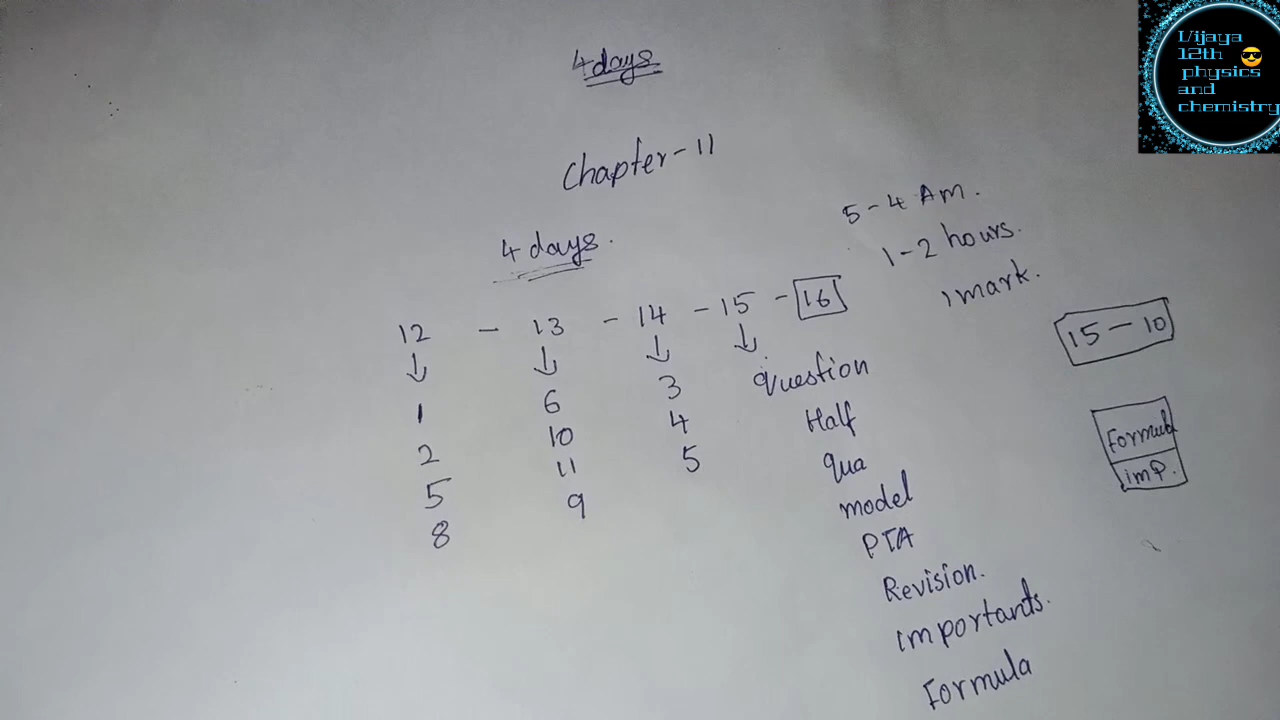 Vijaya
12th 😎
physics
and
chemistry
4 days
Chapter - 11
4 days.
5 - 4 Am.
1 - 2 hours.
1 mark.
12 - 13 - 14 - 15 - 16
15 - 10
1 6 3 question
2 10 4 Half
5 11 5 qua
8 9 model
PTA
Revision.
importants.
Formula
Formula
imp.